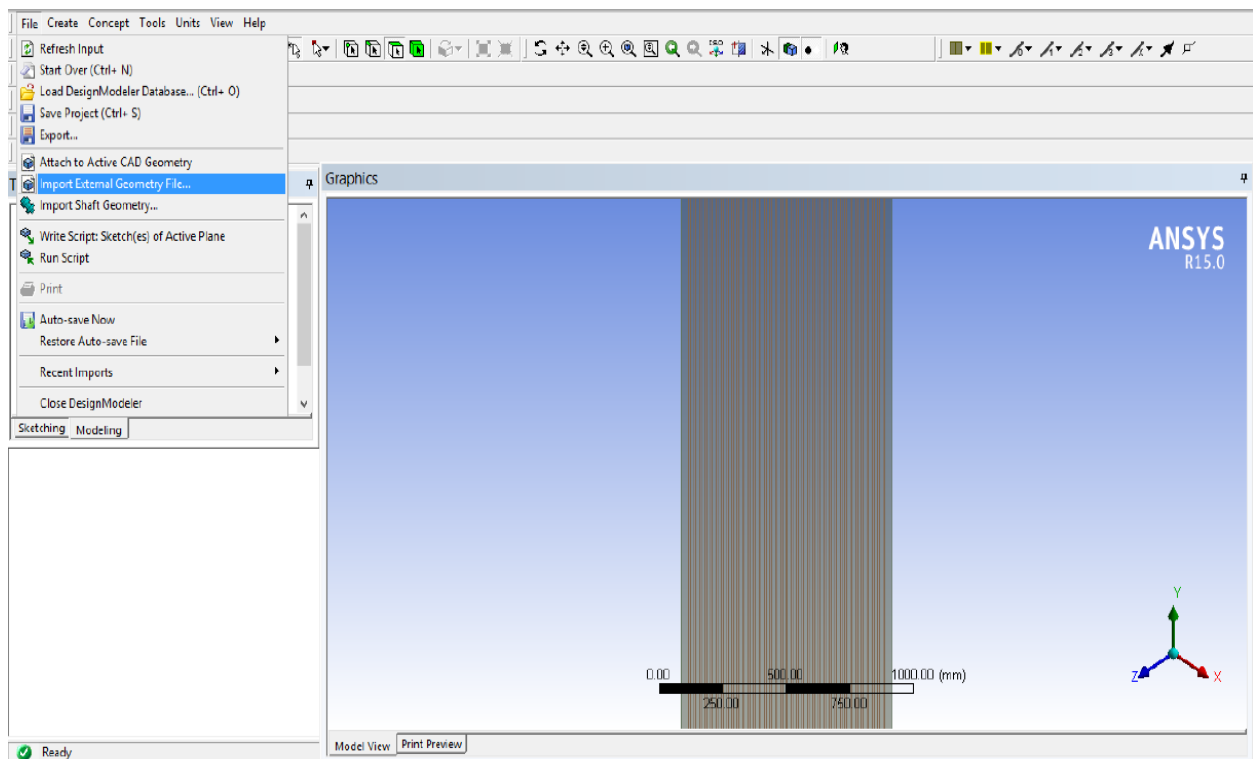 File Create Concept Tools Units View Help
Refresh Input
Start Over (Ctrl+ N)
Load DesignModeler Database... (Ctrl+ O)
Save Project (Ctrl+ S)
Export...
Attach to Active CAD Geometry
T
Import External Geometry File...
Import Shaft Geometry...
Write Script: Sketch(es) of Active Plane
Run Script
Print
Auto-save Now
Restore Auto-save File
Recent Imports
Close DesignModeler
Sketching Modeling
Graphics
ANSYS
R15.0
Y
Z X
0.00 500.00 1000.00 (mm)
250.00 750.00
Model View Print Preview
Ready